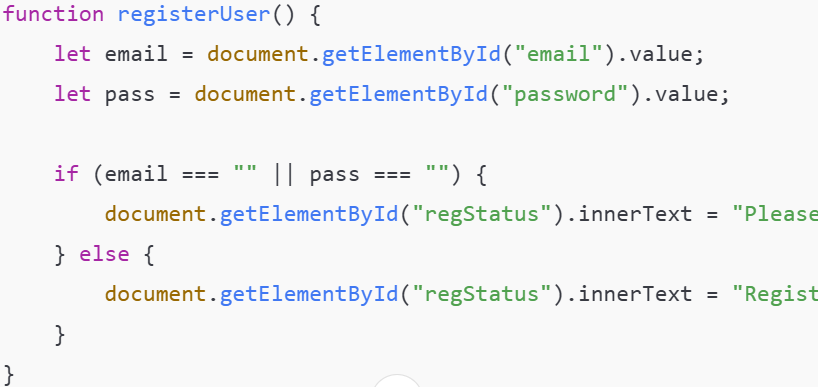 function registerUser() {
    let email = document.getElementById("email").value;
    let pass = document.getElementById("password").value;

    if (email === "" || pass === "") {
        document.getElementById("regStatus").innerText = "Please
    } else {
        document.getElementById("regStatus").innerText = "Regist
    }
}